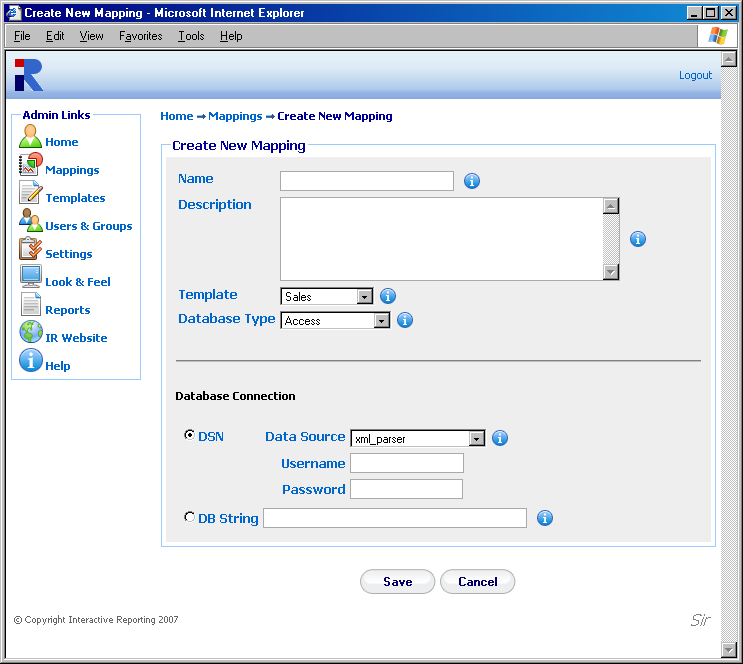 Create New Mapping - Microsoft Internet Explorer
File Edit View Favorites Tools Help
R
Logout
Admin Links
Home
Mappings
Templates
Users & Groups
Settings
Look & Feel
Reports
IR Website
Help
Home → Mappings → Create New Mapping
Create New Mapping
Name
Description
Template Sales
Database Type Access
Database Connection
DSN Data Source xml_parser
Username
Password
DB String
Save Cancel
© Copyright Interactive Reporting 2007
Sir